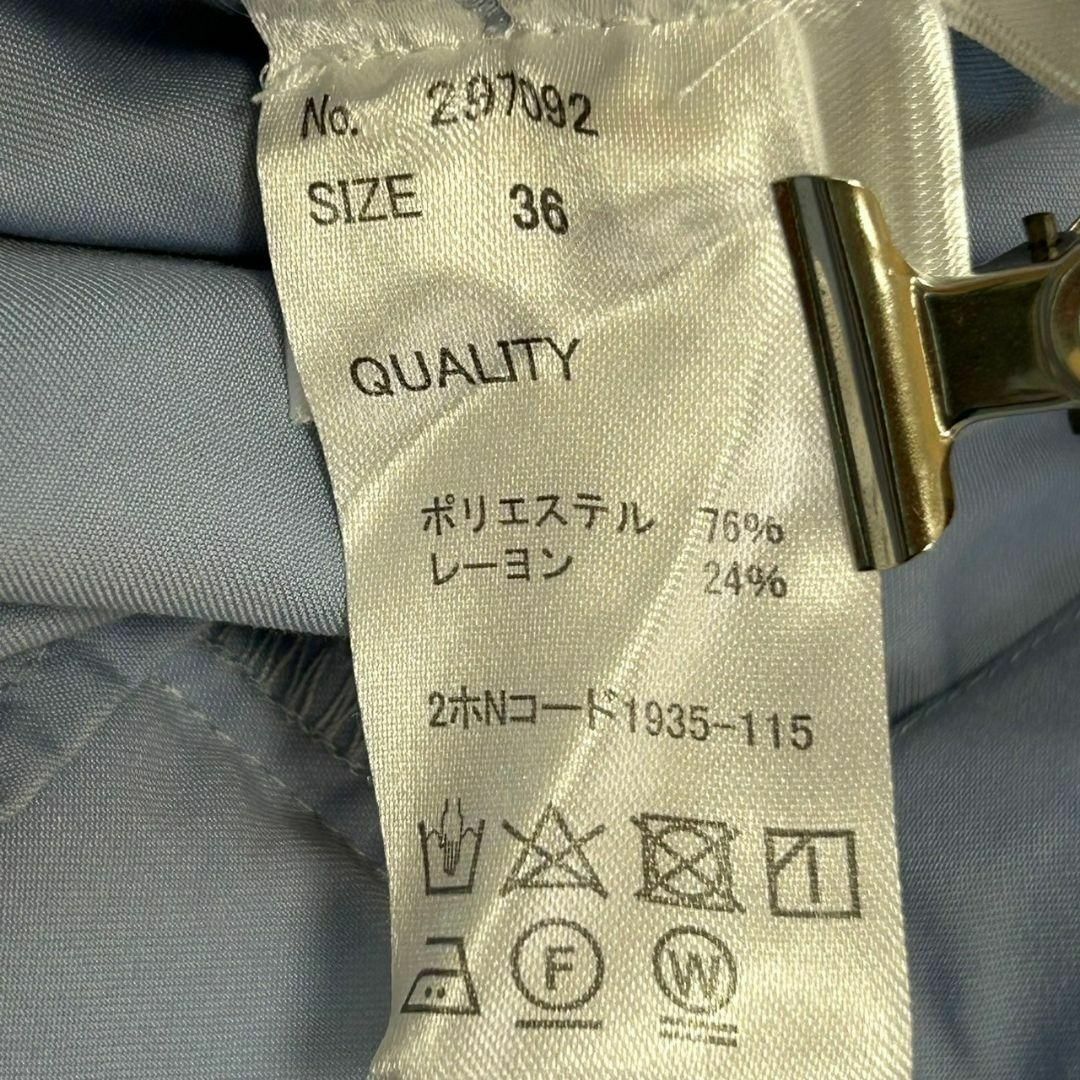 No. 297092
SIZE 36
QUALITY
ポリエステル 76%
レーヨン 24%
2ホNコード1935-115
F W